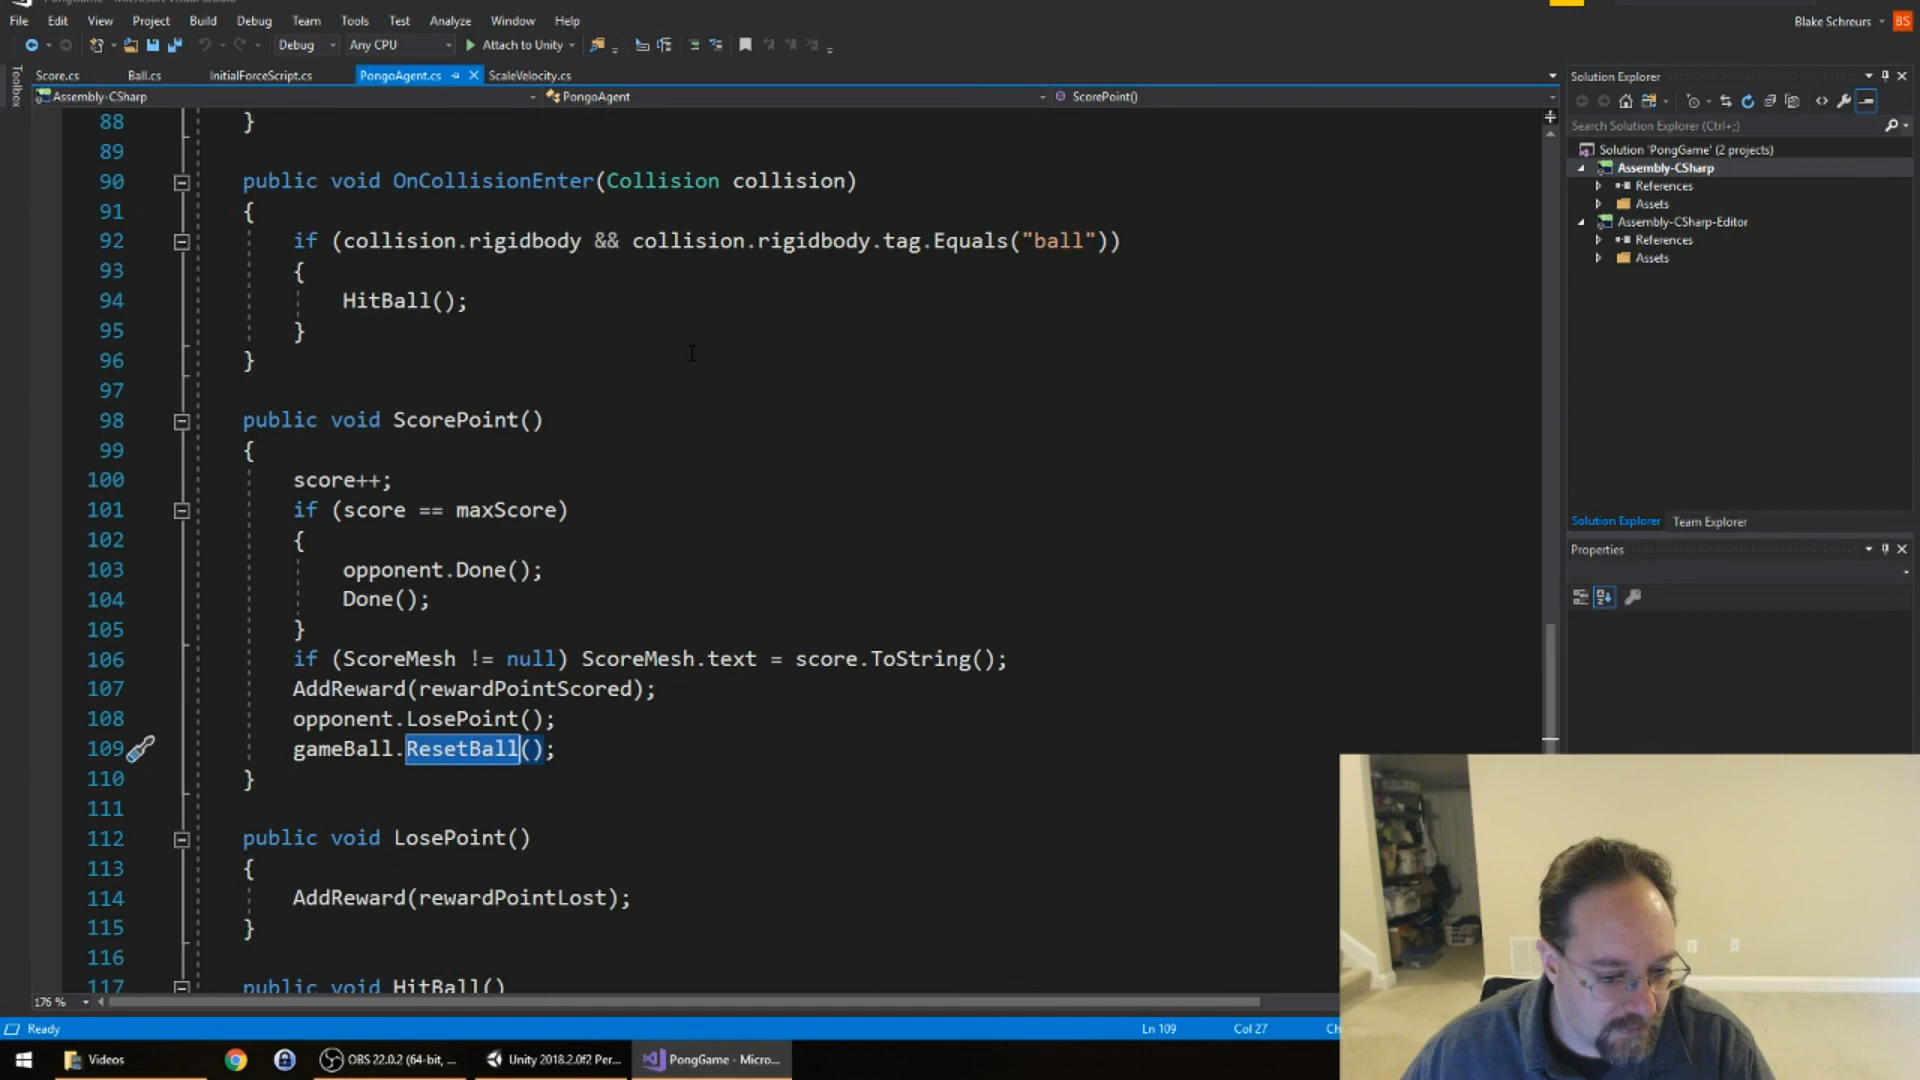 File Edit View Project Build Debug Team Tools Test Analyze Window Help
Blake Schreurs
BS
Debug Any CPU Attach to Unity
Toolbox
Score.cs Ball.cs InitialForceScript.cs PongoAgent.cs ScaleVelocity.cs
Assembly-CSharp PongoAgent ScorePoint()
88 }
89
90 public void OnCollisionEnter(Collision collision)
91 {
92 if (collision.rigidbody && collision.rigidbody.tag.Equals("ball"))
93 {
94 HitBall();
95 }
96 }
97
98 public void ScorePoint()
99 {
100 score++;
101 if (score == maxScore)
102 {
103 opponent.Done();
104 Done();
105 }
106 if (ScoreMesh != null) ScoreMesh.text = score.ToString();
107 AddReward(rewardPointScored);
108 opponent.LosePoint();
109 gameBall.ResetBall();
110 }
111
112 public void LosePoint()
113 {
114 AddReward(rewardPointLost);
115 }
116
117 public void HitBall()
176 %
Ready
Ln 109 Col 27
Solution Explorer
Search Solution Explorer (Ctrl+;)
Solution 'PongGame' (2 projects)
Assembly-CSharp
References
Assets
Assembly-CSharp-Editor
References
Assets
Solution Explorer Team Explorer
Properties
Videos
OBS 22.0.2 (64-bit, ...
Unity 2018.2.0f2 Per...
PongGame - Micro...